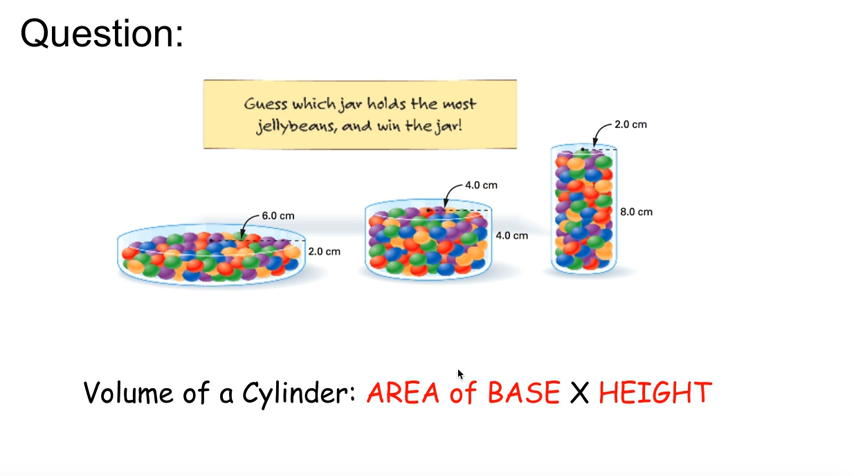 Question:
Guess which jar holds the most
jellybeans, and win the jar!
2.0 cm
4.0 cm
8.0 cm
6.0 cm
4.0 cm
2.0 cm
Volume of a Cylinder: AREA of BASE X HEIGHT